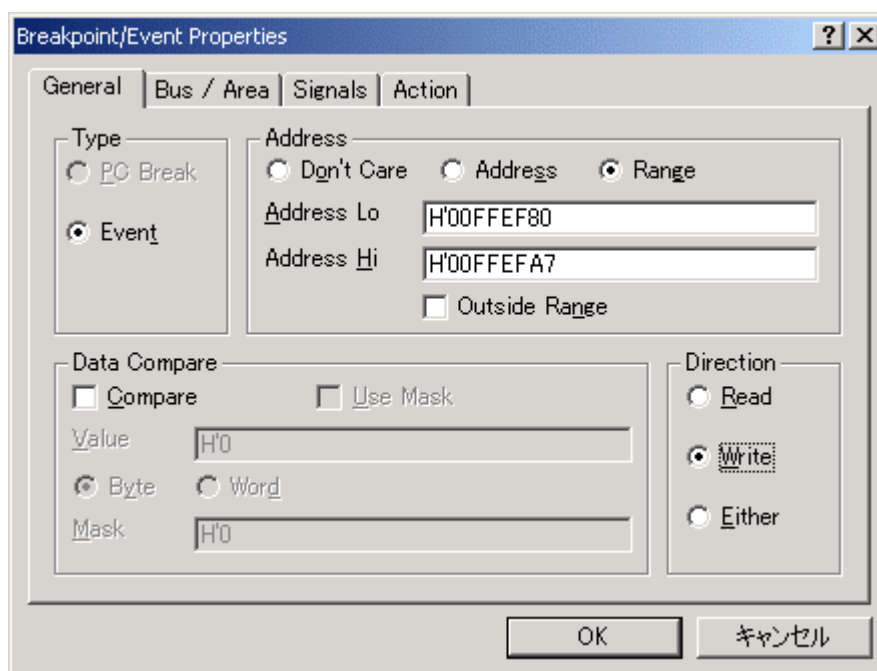 Breakpoint/Event Properties
General Bus / Area Signals Action
Type
PC Break
Event
Address
Don't Care Address Range
Address Lo H'00FFEF80
Address Hi H'00FFEFA7
Outside Range
Data Compare
Compare Use Mask
Value H'0
Byte Word
Mask H'0
Direction
Read
Write
Either
OK キャンセル